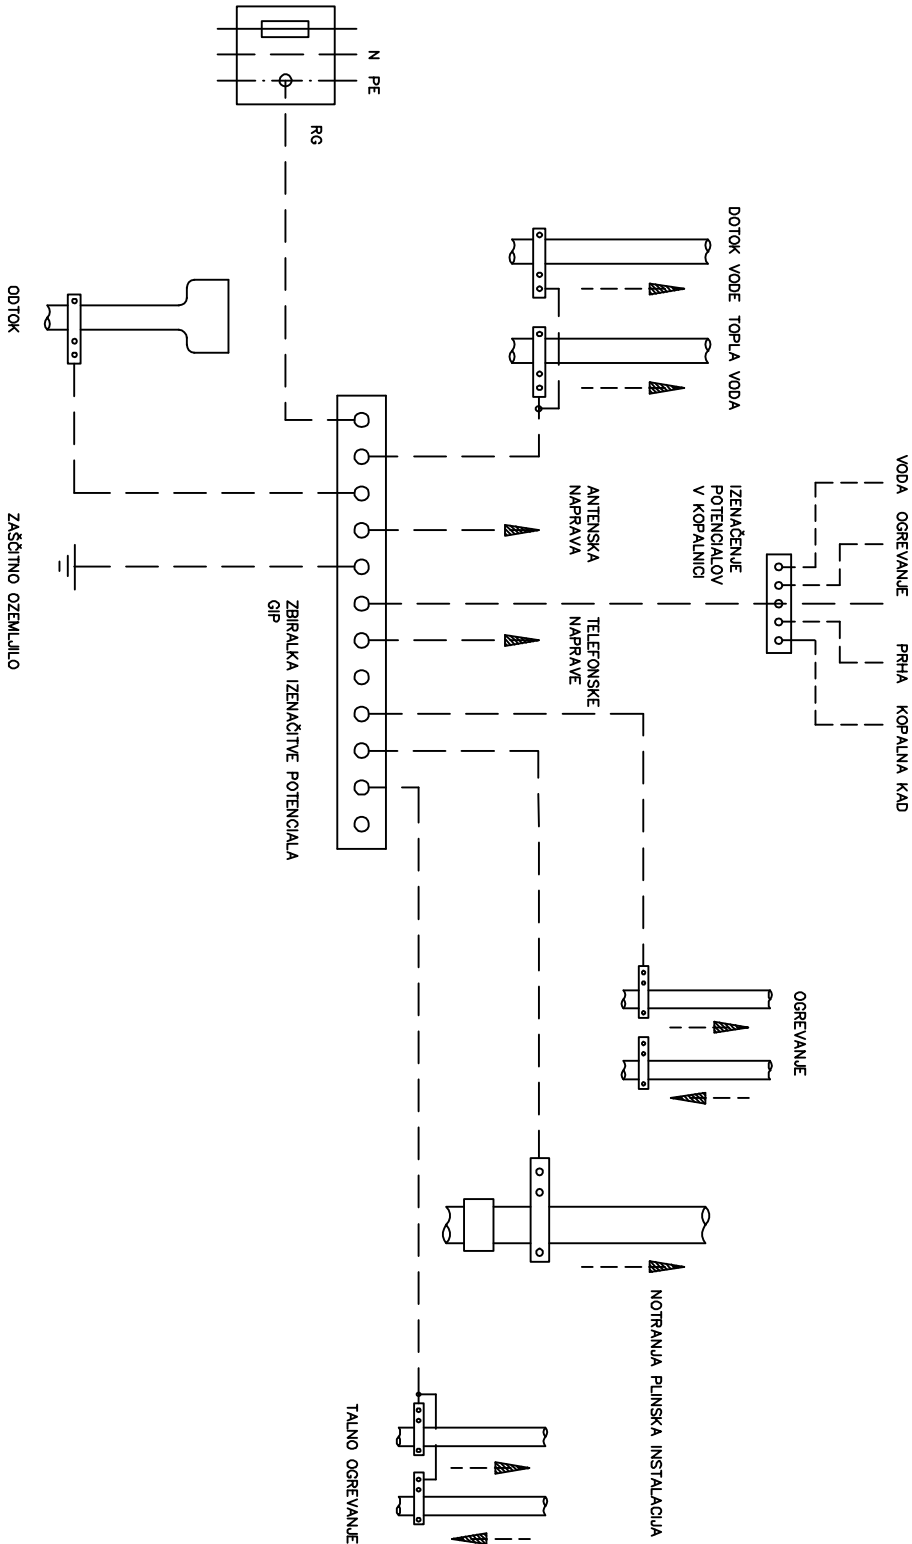 VODA
OGREVANJE
PRHA
KOPALNA KAD
IZENAČENJE
POTENCIALOV
V KOPALNICI
DOTOK VODE
TOPLA VODA
OGREVANJE
ANTENSKA
NAPRAVA
TELEFONSKE
NAPRAVE
NOTRANJA PLINSKA INSTALACIJA
N
PE
RG
ZBIRALKA IZENAČITVE POTENCIALA
GIP
TALNO OGREVANJE
ODTOK
ZAŠČITNO OZEMLJILO